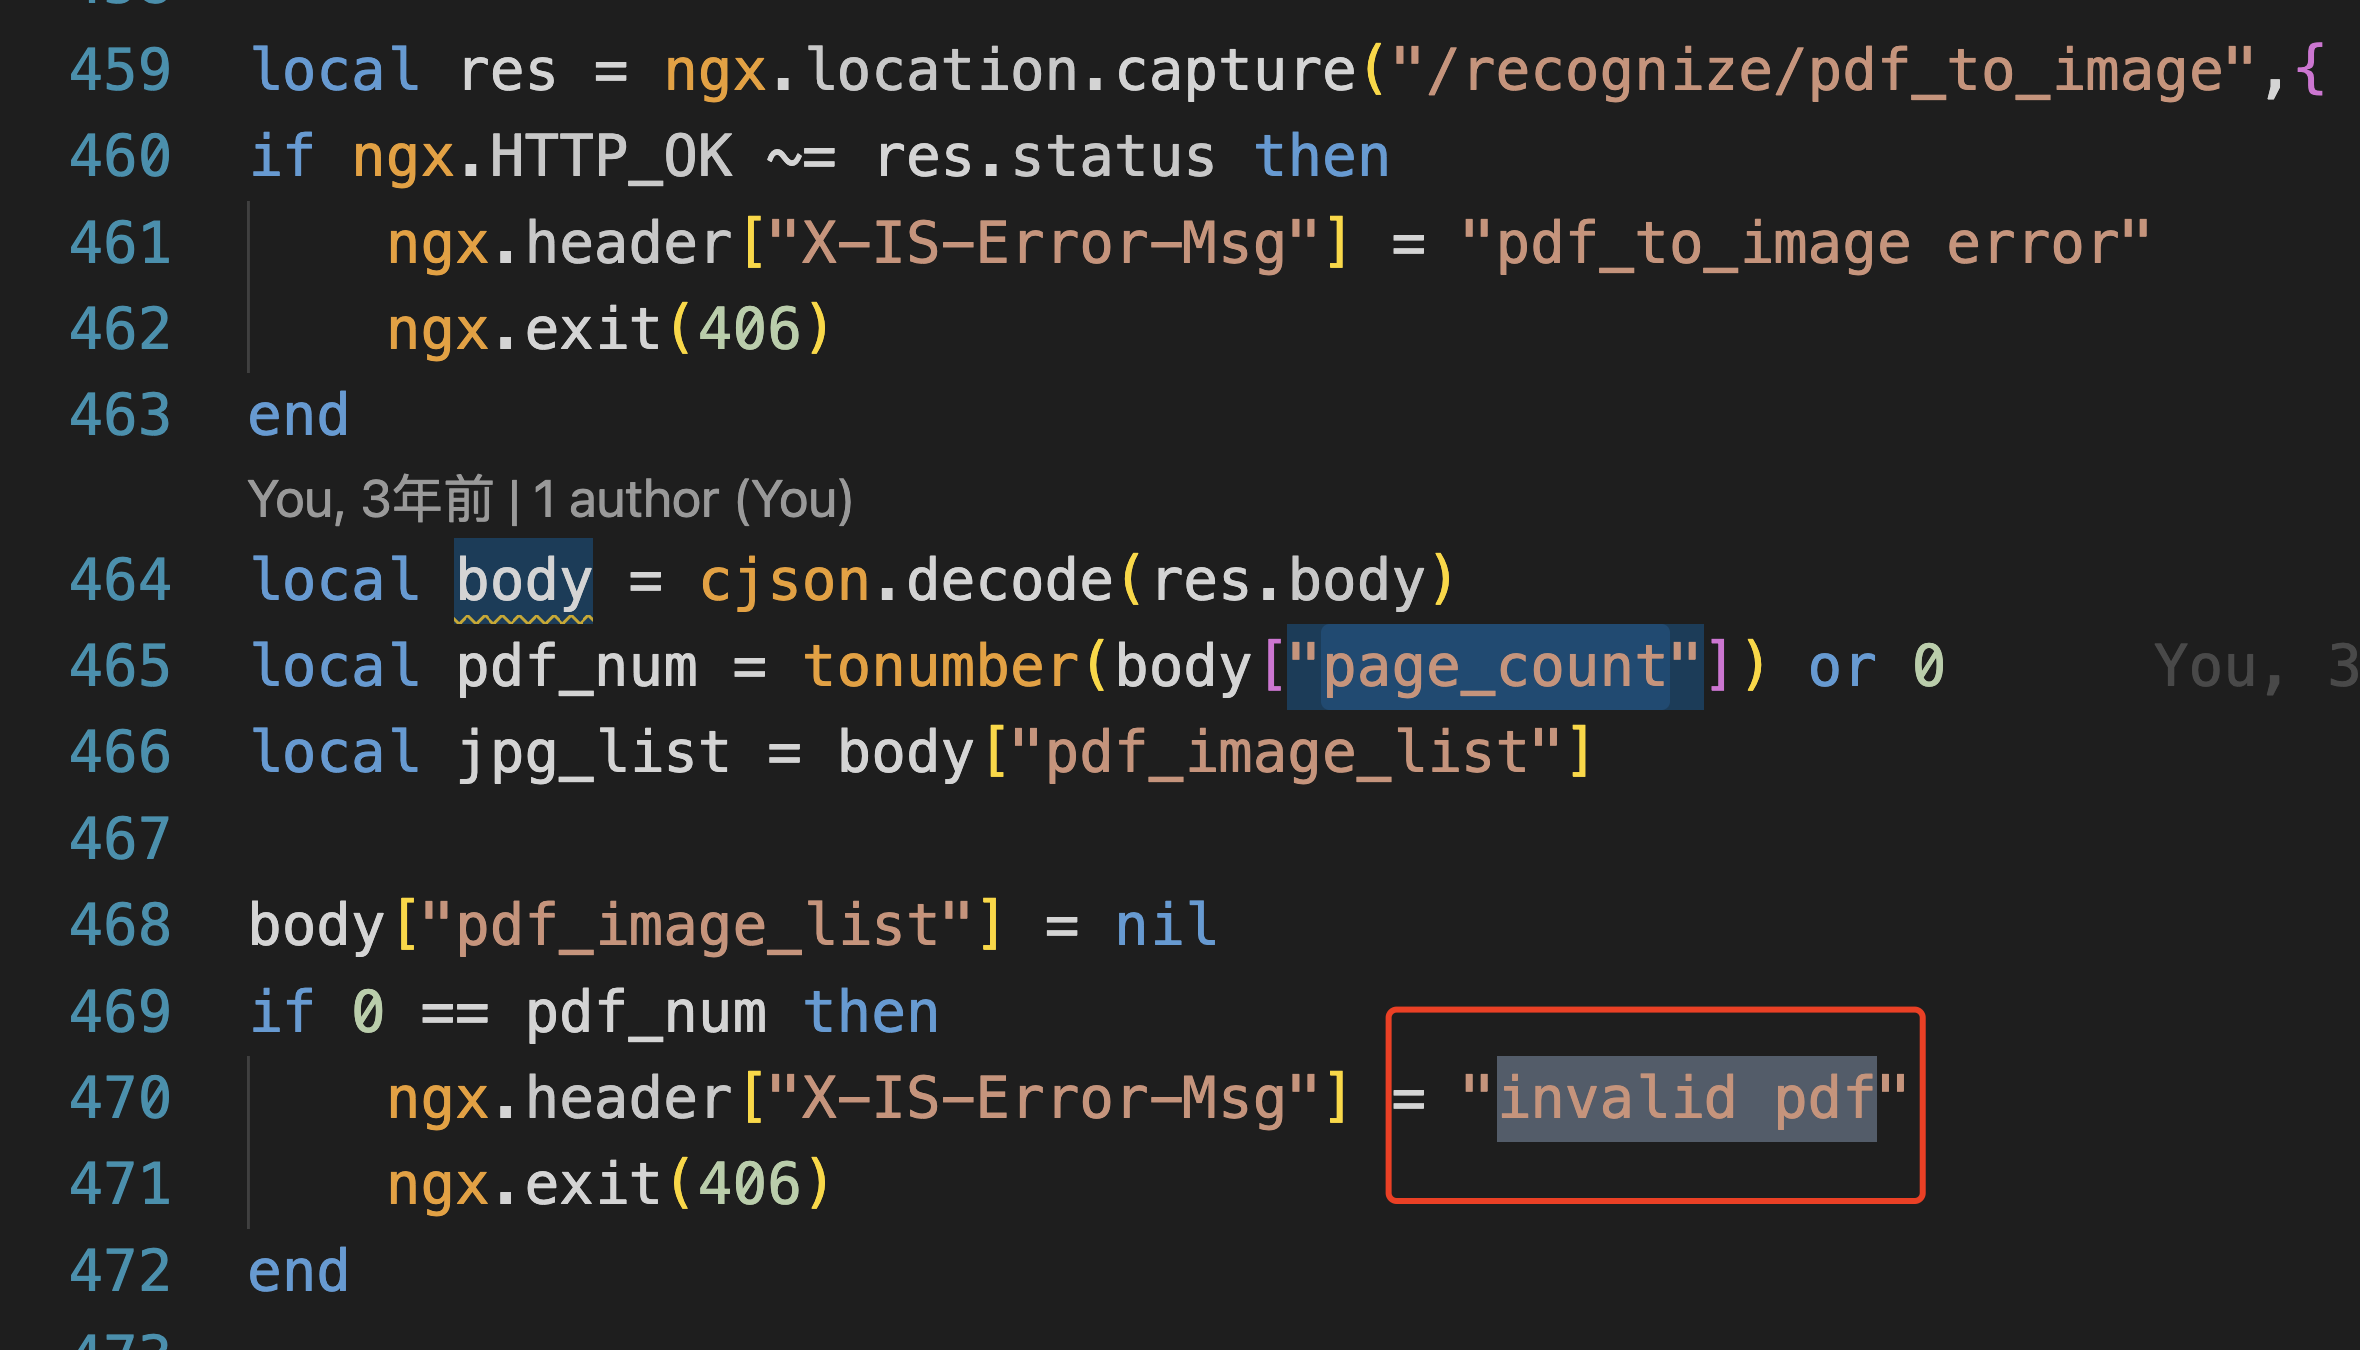 459 local res = ngx.location.capture("/recognize/pdf_to_image",{
460 if ngx.HTTP_OK ~= res.status then
461 ngx.header["X-IS-Error-Msg"] = "pdf_to_image error"
462 ngx.exit(406)
463 end
You, 3年前 | 1 author (You)
464 local body = cjson.decode(res.body)
465 local pdf_num = tonumber(body["page_count"]) or 0 You, 3
466 local jpg_list = body["pdf_image_list"]
467
468 body["pdf_image_list"] = nil
469 if 0 == pdf_num then
470 ngx.header["X-IS-Error-Msg"] = "invalid pdf"
471 ngx.exit(406)
472 end